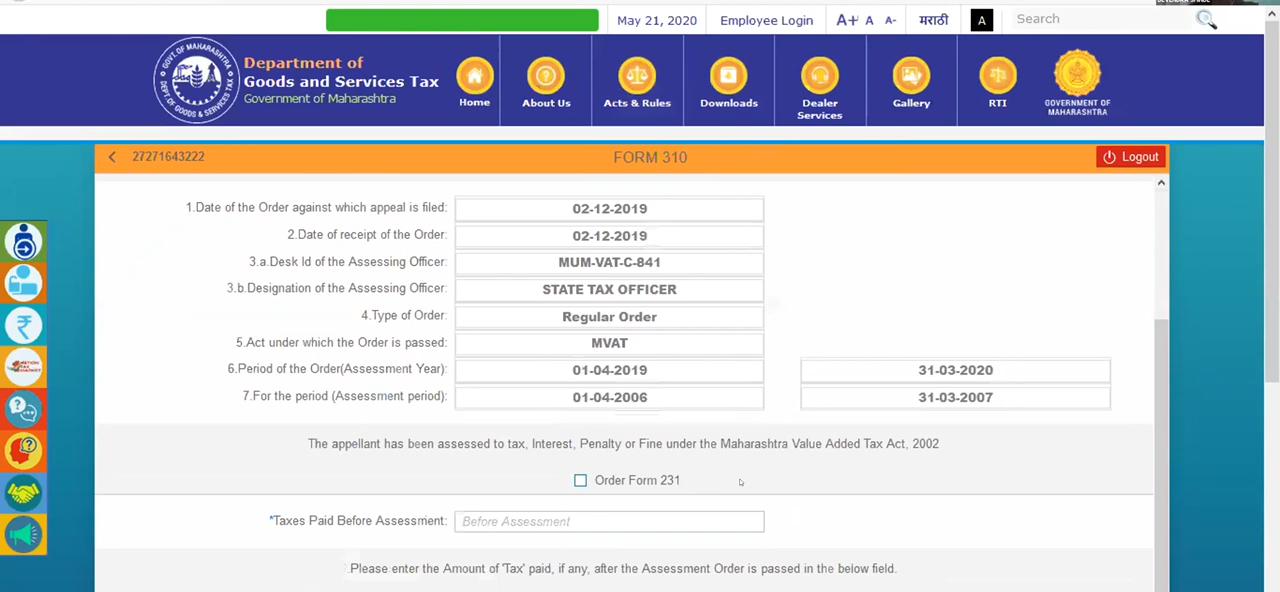 May 21, 2020 Employee Login A+ A A- मराठी A Search
GOVT. OF MAHARASHTRA
DEPT. OF GOODS & SERVICES TAX
Department of
Goods and Services Tax
Government of Maharashtra
Home
About Us
Acts & Rules
Downloads
Dealer
Services
Gallery
RTI
GOVERNMENT OF
MAHARASHTRA
27271643222 FORM 310 Logout
1.Date of the Order against which appeal is filed: 02-12-2019
2.Date of receipt of the Order: 02-12-2019
3.a.Desk Id of the Assessing Officer: MUM-VAT-C-841
3.b.Designation of the Assessing Officer: STATE TAX OFFICER
4.Type of Order: Regular Order
5.Act under which the Order is passed: MVAT
6.Period of the Order(Assessment Year): 01-04-2019 31-03-2020
7.For the period (Assessment period): 01-04-2006 31-03-2007
The appellant has been assessed to tax, Interest, Penalty or Fine under the Maharashtra Value Added Tax Act, 2002
Order Form 231
*Taxes Paid Before Assessment: Before Assessment
.Please enter the Amount of 'Tax' paid, if any, after the Assessment Order is passed in the below field.